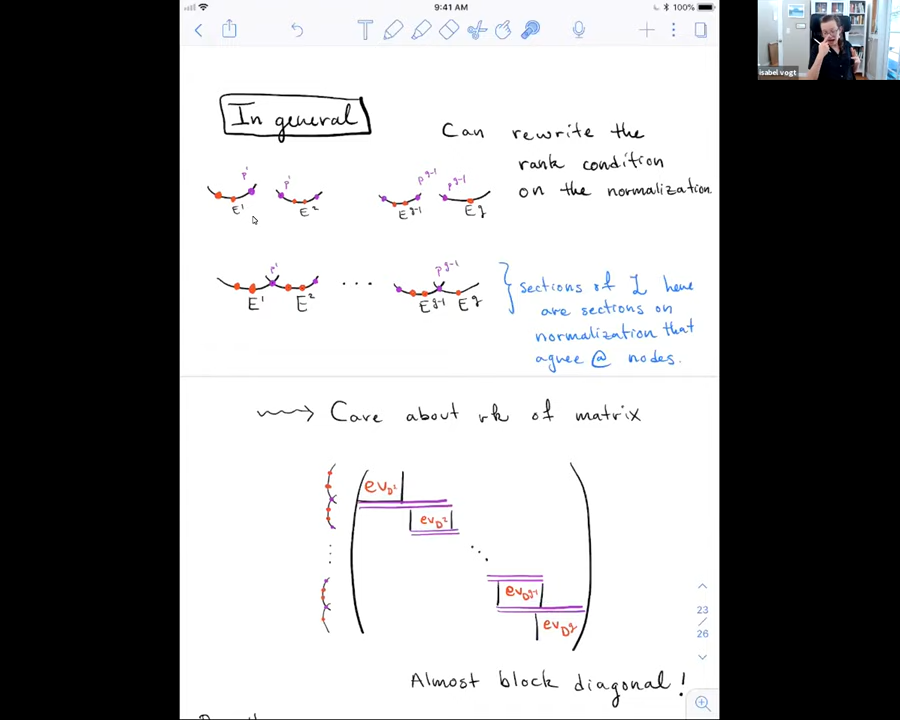 9:41 AM
100%
isabel vogt
In general
Can rewrite the
rank condition
on the normalization.
p¹ p¹ p^{g-1} p^{g-1}
E¹ E² E^{g-1} E^g
p¹ p^{g-1}
E¹ E² ... E^{g-1} E^g
sections of L here
are sections on
normalization that
agree @ nodes.
⟿ Care about rk of matrix
ev_{D²}
ev_{D²}
ev_{D^{g-1}}
ev_{D^g}
Almost block diagonal!
23
/
26